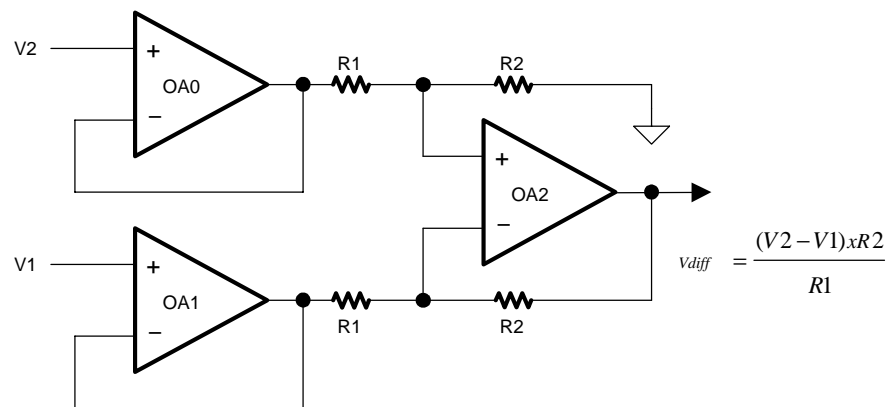 V2
+
OA0
−
R1
R2
+
OA2
−
V1
+
OA1
−
R1
R2
Vdiff = (V2−V1)xR2
R1